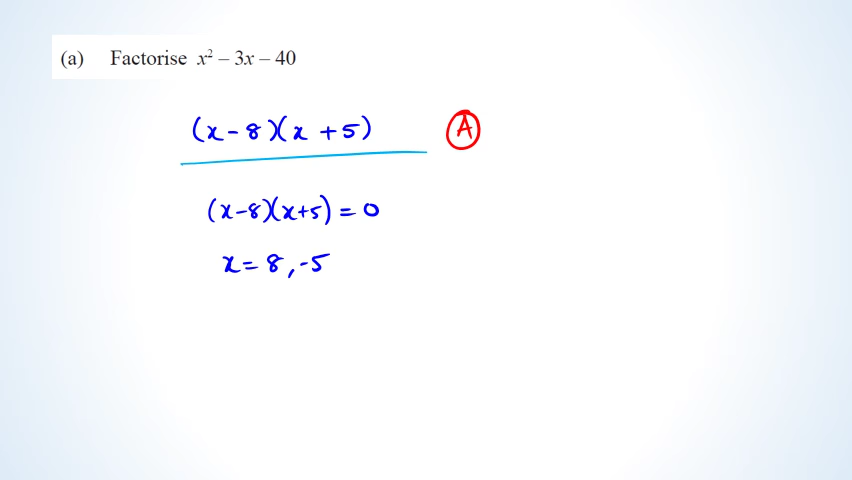 (a) Factorise x² – 3x – 40
(x – 8)(x + 5) A
(x–8)(x+5) = 0
x = 8, -5